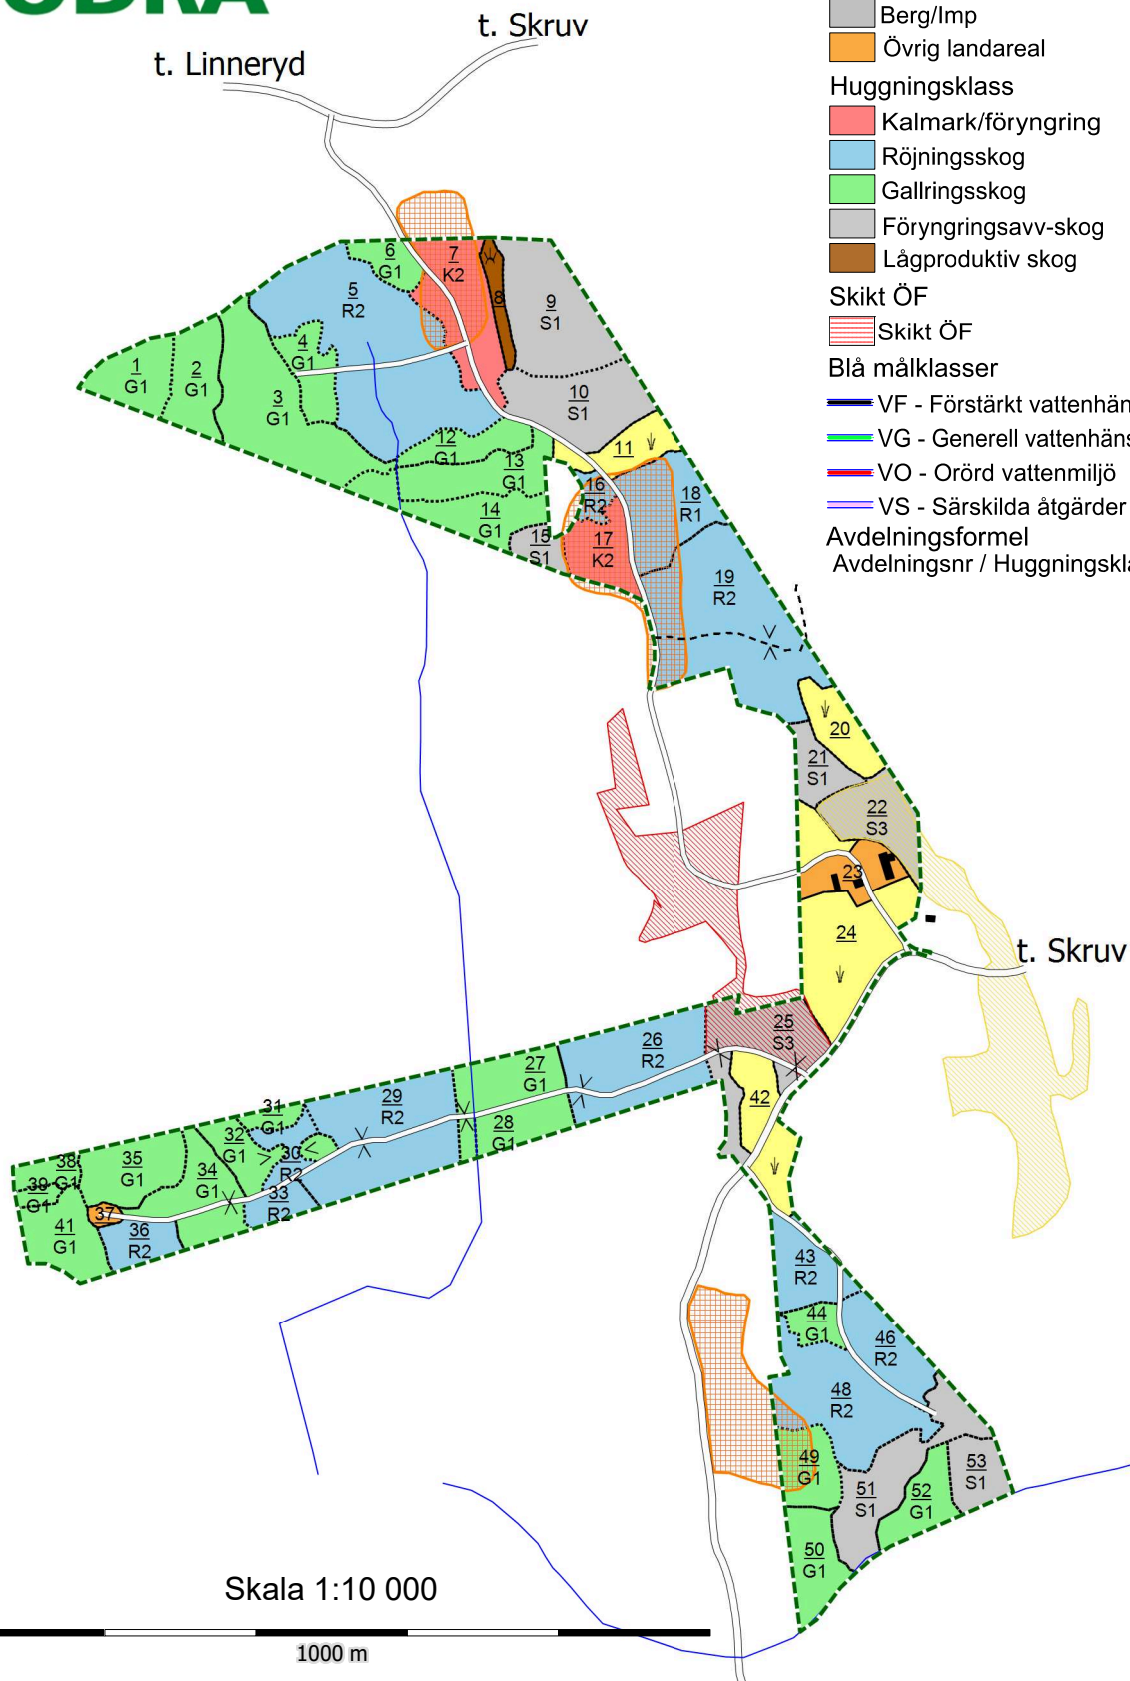 t. Skruv
t. Linneryd
Berg/Imp
Övrig landareal
Huggningsklass
Kalmark/föryngring
Röjningsskog
Gallringsskog
Föryngringsavv-skog
Lågproduktiv skog
Skikt ÖF
Skikt ÖF
Blå målklasser
VF - Förstärkt vattenhän
VG - Generell vattenhäns
VO - Orörd vattenmiljö
VS - Särskilda åtgärder
Avdelningsformel
Avdelningsnr / Huggningskla
1
G1
2
G1
3
G1
4
G1
5
R2
6
G1
7
K2
8
9
S1
10
S1
11
12
G1
13
G1
14
G1
15
S1
16
R2
17
K2
18
R1
19
R2
20
21
S1
22
S3
23
24
t. Skruv
25
S3
26
R2
27
G1
28
G1
29
R2
30
R2
31
G1
32
G1
33
R2
34
G1
35
G1
36
R2
37
38
G1
39
G1
41
G1
42
43
R2
44
G1
46
R2
48
R2
49
G1
50
G1
51
S1
52
G1
53
S1
Skala 1:10 000
1000 m